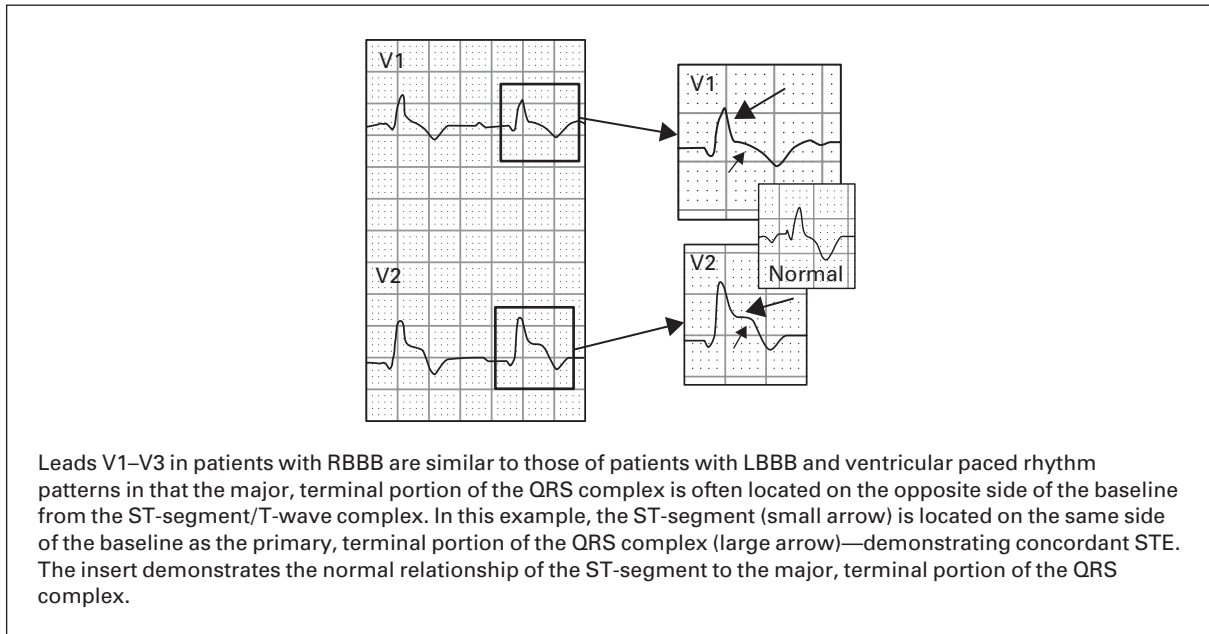 V1
V1
V2
V2
Normal
Leads V1–V3 in patients with RBBB are similar to those of patients with LBBB and ventricular paced rhythm
patterns in that the major, terminal portion of the QRS complex is often located on the opposite side of the baseline
from the ST-segment/T-wave complex. In this example, the ST-segment (small arrow) is located on the same side
of the baseline as the primary, terminal portion of the QRS complex (large arrow)—demonstrating concordant STE.
The insert demonstrates the normal relationship of the ST-segment to the major, terminal portion of the QRS
complex.